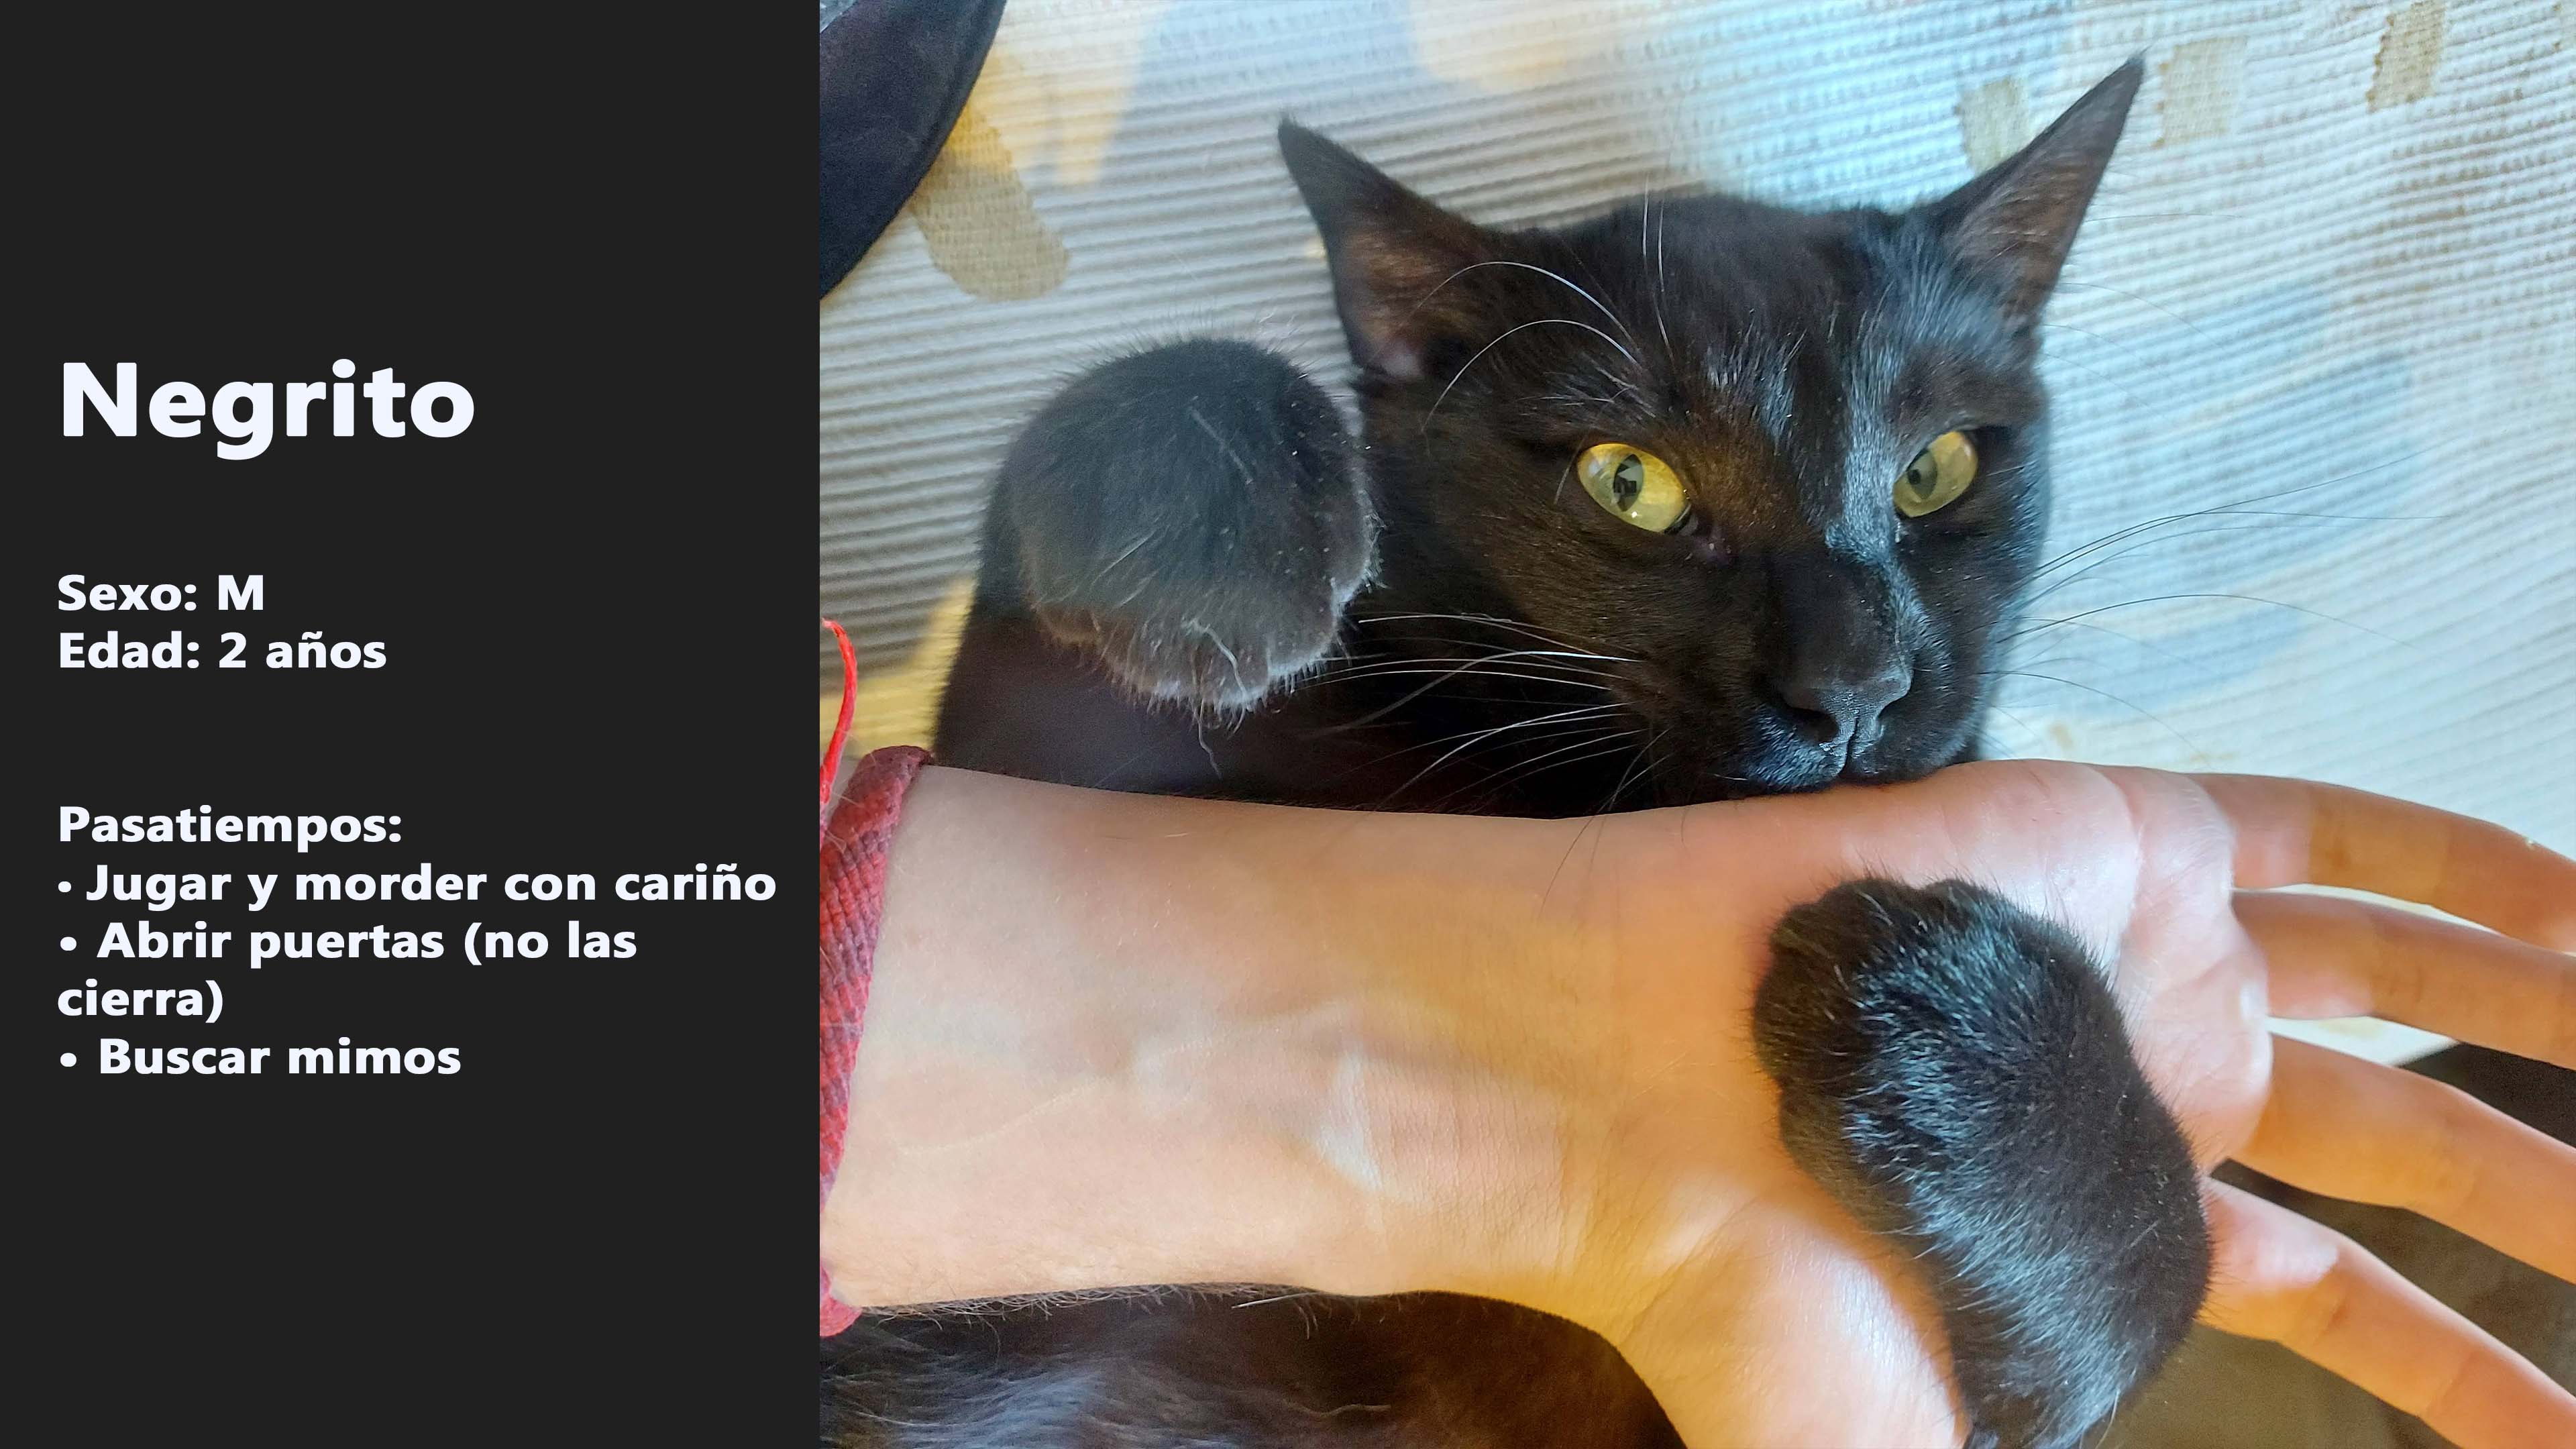 Negrito
Sexo: M
Edad: 2 años
Pasatiempos:
• Jugar y morder con cariño
• Abrir puertas (no las
cierra)
• Buscar mimos